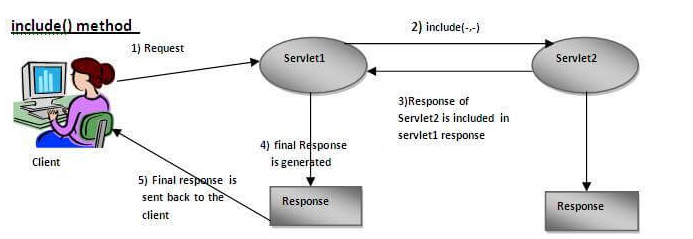 include() method
1) Request
2) include(-,-)
Servlet1
Servlet2
3)Response of
Servlet2 is included in
servlet1 response
4) final Response
is generated
Client
5) Final response is
sent back to the
client
Response
Response